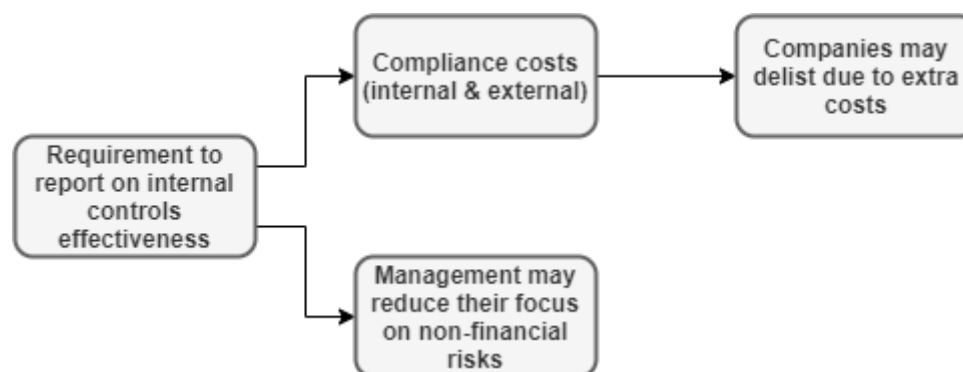 Compliance costs
(internal & external)
Companies may
delist due to extra
costs
Requirement to
report on internal
controls
effectiveness
Management may
reduce their focus
on non-financial
risks